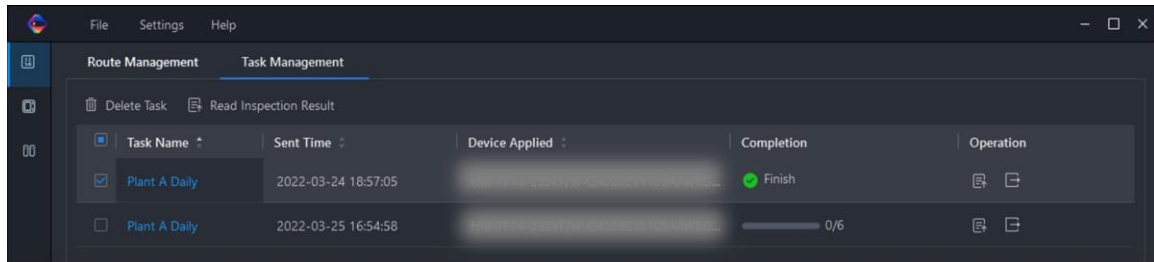 File Settings Help
Route Management Task Management
Delete Task Read Inspection Result
Task Name Sent Time Device Applied Completion Operation
Plant A Daily 2022-03-24 18:57:05 Finish
Plant A Daily 2022-03-25 16:54:58 0/6